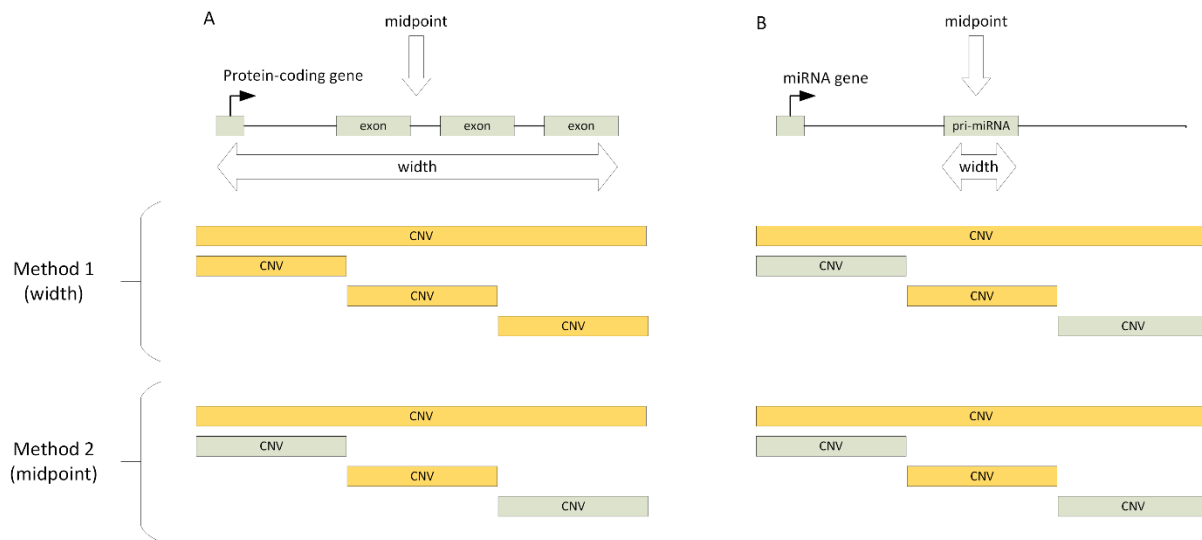 A
midpoint
Protein-coding gene
exon
exon
exon
width
B
midpoint
miRNA gene
pri-miRNA
width
Method 1
(width)
CNV
CNV
CNV
CNV
CNV
CNV
CNV
CNV
Method 2
(midpoint)
CNV
CNV
CNV
CNV
CNV
CNV
CNV
CNV